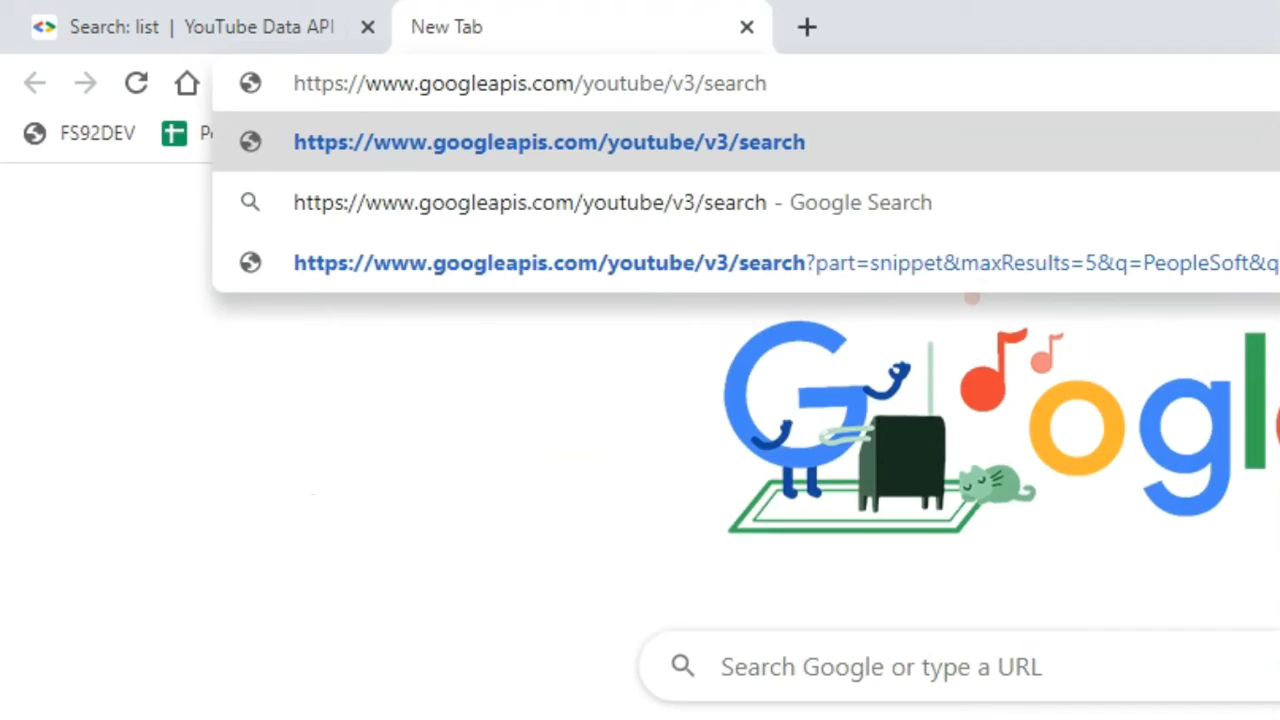 Search: list | YouTube Data API
New Tab
https://www.googleapis.com/youtube/v3/search
FS92DEV
https://www.googleapis.com/youtube/v3/search
https://www.googleapis.com/youtube/v3/search - Google Search
https://www.googleapis.com/youtube/v3/search?part=snippet&maxResults=5&q=PeopleSoft&q
Googl
Search Google or type a URL